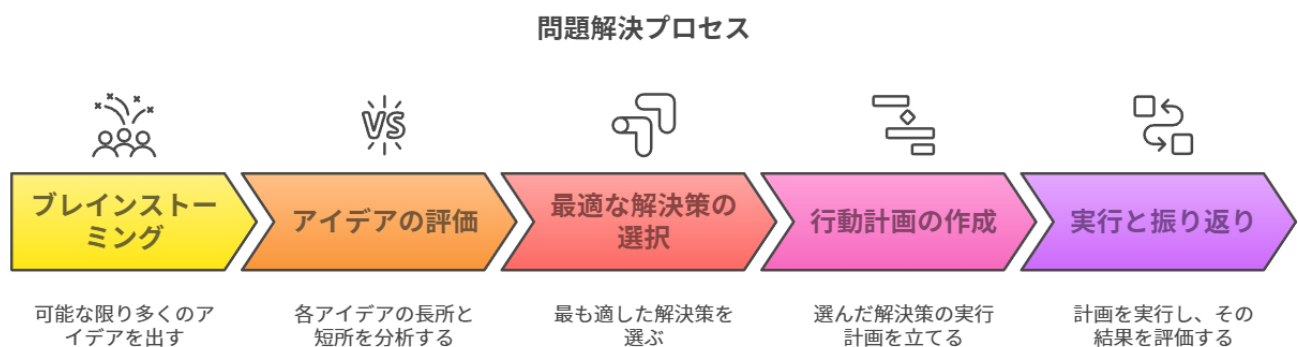 問題解決プロセス
VS
ブレインストー
ミング
アイデアの評価
最適な解決策の
選択
行動計画の作成
実行と振り返り
可能な限り多くのア
イデアを出す
各アイデアの長所と
短所を分析する
最も適した解決策を
選ぶ
選んだ解決策の実行
計画を立てる
計画を実行し、その
結果を評価する